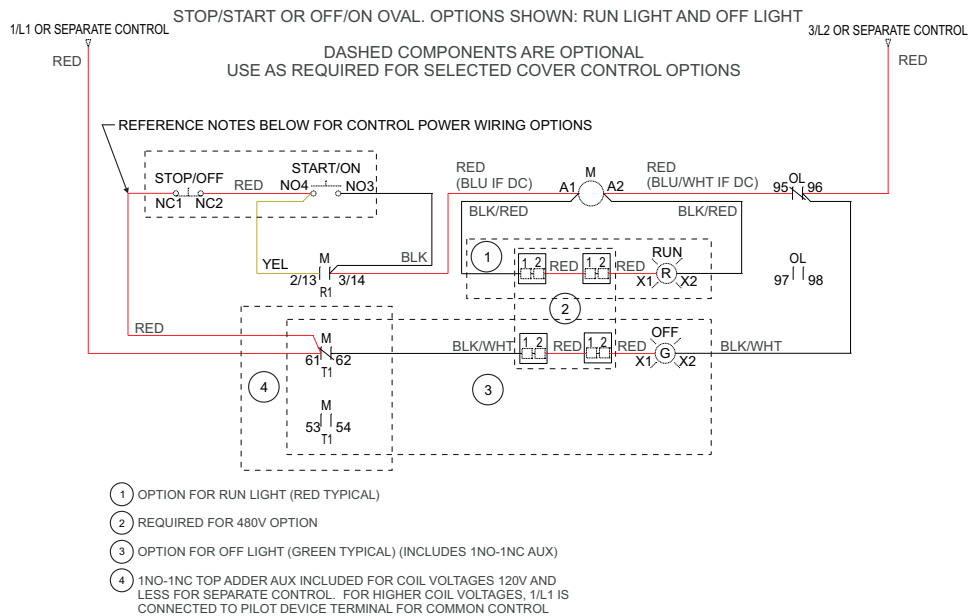 STOP/START OR OFF/ON OVAL. OPTIONS SHOWN: RUN LIGHT AND OFF LIGHT
1/L1 OR SEPARATE CONTROL
3/L2 OR SEPARATE CONTROL
DASHED COMPONENTS ARE OPTIONAL
RED
RED
USE AS REQUIRED FOR SELECTED COVER CONTROL OPTIONS
REFERENCE NOTES BELOW FOR CONTROL POWER WIRING OPTIONS
STOP/OFF
START/ON
RED
(BLU IF DC)
M
RED
(BLU/WHT IF DC)
OL
NC1 NC2
RED
NO4
NO3
A1
A2
95
96
BLK/RED
BLK/RED
YEL
M
BLK
2/13
3/14
R1
1
1 2
RED
1 2
RED
RUN
R
X1
X2
OL
97
98
2
RED
M
61
62
T1
BLK/WHT
1 2
RED
1 2
RED
OFF
G
X1
X2
BLK/WHT
4
3
M
53
54
T1
1 OPTION FOR RUN LIGHT (RED TYPICAL)
2 REQUIRED FOR 480V OPTION
3 OPTION FOR OFF LIGHT (GREEN TYPICAL) (INCLUDES 1NO-1NC AUX)
4 1NO-1NC TOP ADDER AUX INCLUDED FOR COIL VOLTAGES 120V AND
LESS FOR SEPARATE CONTROL. FOR HIGHER COIL VOLTAGES, 1/L1 IS
CONNECTED TO PILOT DEVICE TERMINAL FOR COMMON CONTROL